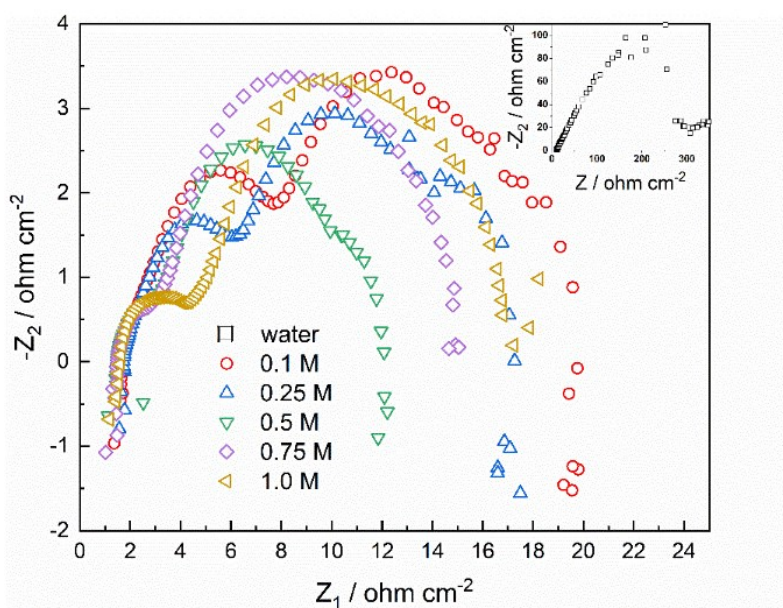 4
3
2
1
0
-1
-2
-Z2 / ohm cm-2
0 2 4 6 8 10 12 14 16 18 20 22 24
Z1 / ohm cm-2
water
0.1 M
0.25 M
0.5 M
0.75 M
1.0 M
100
80
60
40
20
0
-Z2 / ohm cm-2
0 100 200 300
Z / ohm cm-2